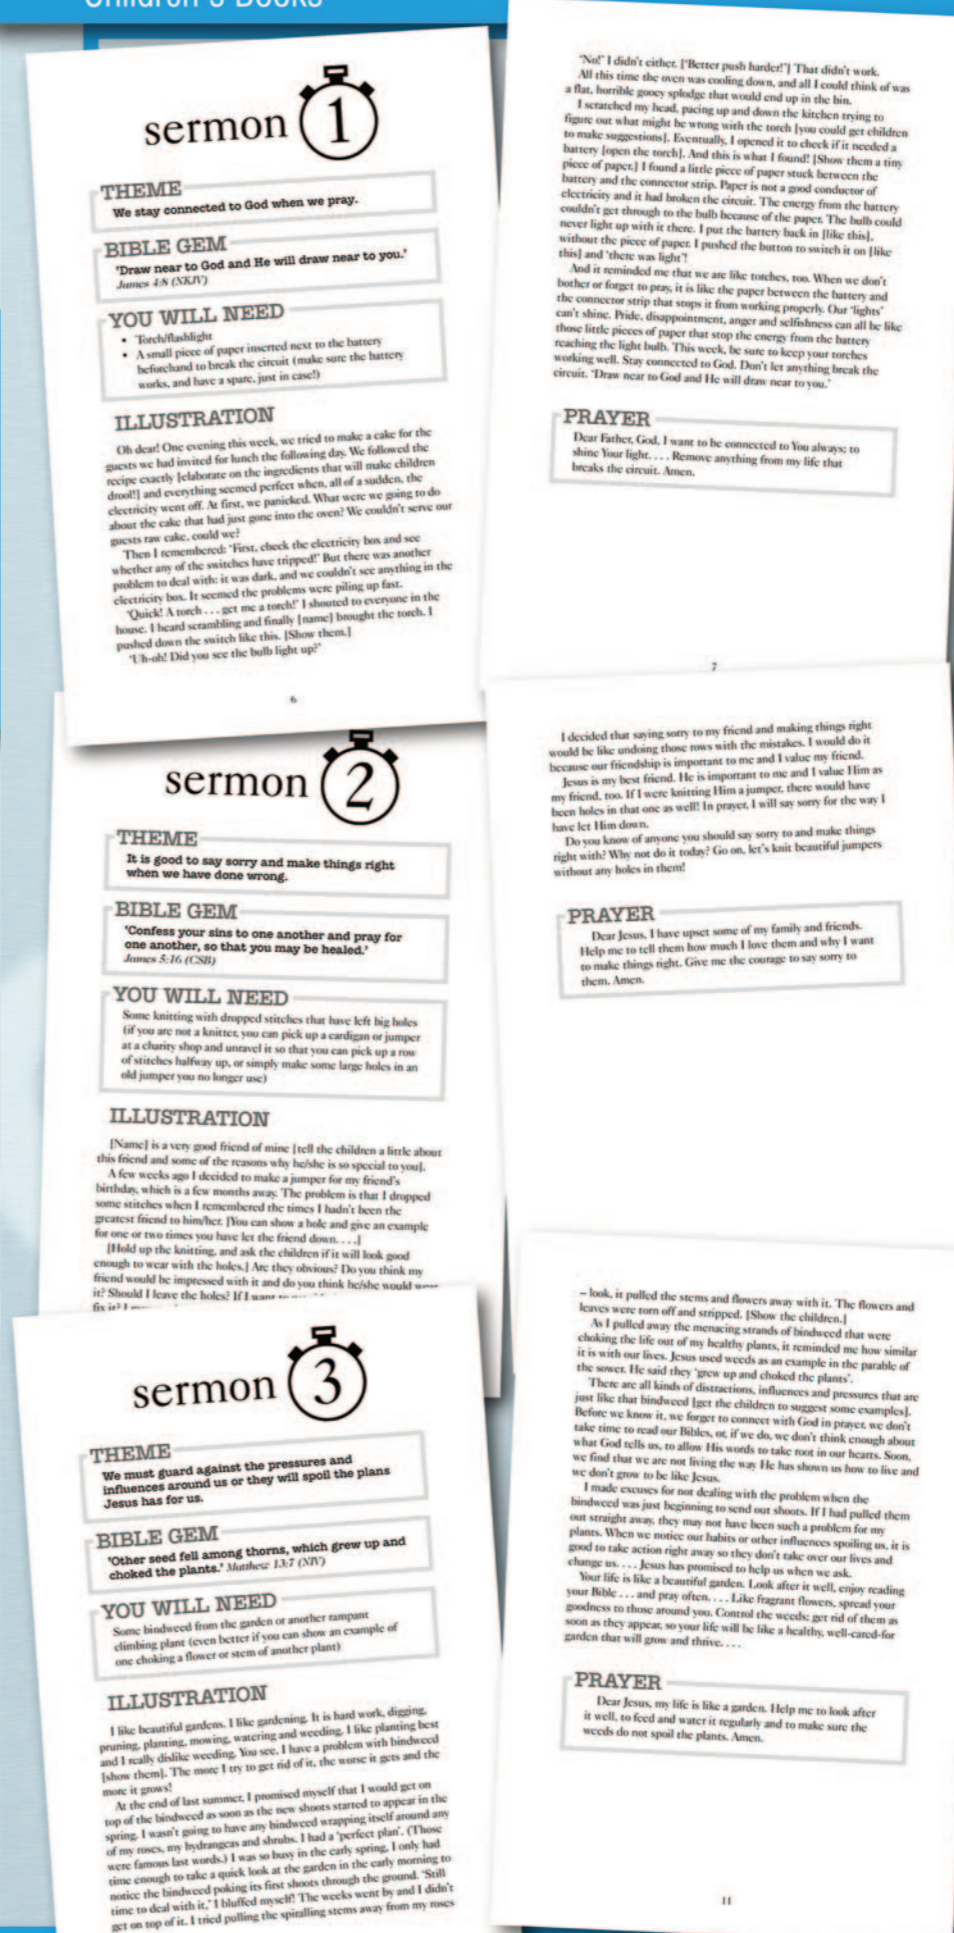 Children's Books
sermon 1
THEME
We stay connected to God when we pray.
BIBLE GEM
'Draw near to God and He will draw near to you.'
James 4:8 (NKJV)
YOU WILL NEED
• Torch/flashlight
• A small piece of paper inserted next to the battery
beforehand to break the circuit (make sure the battery
works, and have a spare, just in case!)
ILLUSTRATION
Oh dear! One evening this week, we tried to make a cake for the
guests we had invited for lunch the following day. We followed the
recipe exactly [elaborate on the ingredients that will make children
drool!] and everything seemed perfect when, all of a sudden, the
electricity went off. At first, we panicked. What were we going to do
about the cake that had just gone into the oven? We couldn't serve our
guests raw cake, could we?
Then I remembered: 'First, check the electricity box and see
whether any of the switches have tripped!' But there was another
problem to deal with: it was dark, and we couldn't see anything in the
electricity box. It seemed the problems were piling up fast.
'Quick! A torch . . . get me a torch!' I shouted to everyone in the
house. I heard scrambling and finally [name] brought the torch. I
pushed down the switch like this. [Show them.]
'Uh-oh! Did you see the bulb light up?'
6
'No!' I didn't either. ['Better push harder!'] That didn't work.
All this time the oven was cooling down, and all I could think of was
a flat, horrible gooey splodge that would end up in the bin.
I scratched my head, pacing up and down the kitchen trying to
figure out what might be wrong with the torch [you could get children
to make suggestions]. Eventually, I opened it to check if it needed a
battery [open the torch]. And this is what I found! [Show them a tiny
piece of paper.] I found a little piece of paper stuck between the
battery and the connector strip. Paper is not a good conductor of
electricity and it had broken the circuit. The energy from the battery
couldn't get through to the bulb because of the paper. The bulb could
never light up with it there. I put the battery back in [like this],
without the piece of paper. I pushed the button to switch it on [like
this] and 'there was light'!
And it reminded me that we are like torches, too. When we don't
bother or forget to pray, it is like the paper between the battery and
the connector strip that stops it from working properly. Our 'lights'
can't shine. Pride, disappointment, anger and selfishness can all be like
those little pieces of paper that stop the energy from the battery
reaching the light bulb. This week, be sure to keep your torches
working well. Stay connected to God. Don't let anything break the
circuit. 'Draw near to God and He will draw near to you.'
PRAYER
Dear Father, God, I want to be connected to You always; to
shine Your light. . . . Remove anything from my life that
breaks the circuit. Amen.
7
sermon 2
THEME
It is good to say sorry and make things right
when we have done wrong.
BIBLE GEM
'Confess your sins to one another and pray for
one another, so that you may be healed.'
James 5:16 (CSB)
YOU WILL NEED
Some knitting with dropped stitches that have left big holes
(if you are not a knitter, you can pick up a cardigan or jumper
at a charity shop and unravel it so that you can pick up a row
of stitches halfway up, or simply make some large holes in an
old jumper you no longer use)
ILLUSTRATION
[Name] is a very good friend of mine [tell the children a little about
this friend and some of the reasons why he/she is so special to you].
A few weeks ago I decided to make a jumper for my friend's
birthday, which is a few months away. The problem is that I dropped
some stitches when I remembered the times I hadn't been the
greatest friend to him/her. [You can show a hole and give an example
for one or two times you have let the friend down. . . .]
[Hold up the knitting, and ask the children if it will look good
enough to wear with the holes.] Are they obvious? Do you think my
friend would be impressed with it and do you think he/she would wear
it? Should I leave the holes? If I want to
fix it? I
I decided that saying sorry to my friend and making things right
would be like undoing those rows with the mistakes. I would do it
because our friendship is important to me and I value my friend.
Jesus is my best friend. He is important to me and I value Him as
my friend, too. If I were knitting Him a jumper, there would have
been holes in that one as well! In prayer, I will say sorry for the way I
have let Him down.
Do you know of anyone you should say sorry to and make things
right with? Why not do it today? Go on, let's knit beautiful jumpers
without any holes in them!
PRAYER
Dear Jesus, I have upset some of my family and friends.
Help me to tell them how much I love them and why I want
to make things right. Give me the courage to say sorry to
them. Amen.
sermon 3
THEME
We must guard against the pressures and
influences around us or they will spoil the plans
Jesus has for us.
BIBLE GEM
'Other seed fell among thorns, which grew up and
choked the plants.' Matthew 13:7 (NIV)
YOU WILL NEED
Some bindweed from the garden or another rampant
climbing plant (even better if you can show an example of
one choking a flower or stem of another plant)
ILLUSTRATION
I like beautiful gardens. I like gardening. It is hard work, digging,
pruning, planting, mowing, watering and weeding. I like planting best
and I really dislike weeding. You see, I have a problem with bindweed
[show them]. The more I try to get rid of it, the worse it gets and the
more it grows!
At the end of last summer, I promised myself that I would get on
top of the bindweed as soon as the new shoots started to appear in the
spring. I wasn't going to have any bindweed wrapping itself around any
of my roses, my hydrangeas and shrubs. I had a 'perfect plan'. (Those
were famous last words.) I was so busy in the early spring, I only had
time enough to take a quick look at the garden in the early morning to
notice the bindweed poking its first shoots through the ground. 'Still
time to deal with it,' I bluffed myself! The weeks went by and I didn't
get on top of it. I tried pulling the spiralling stems away from my roses
– look, it pulled the stems and flowers away with it. The flowers and
leaves were torn off and stripped. [Show the children.]
As I pulled away the menacing strands of bindweed that were
choking the life out of my healthy plants, it reminded me how similar
it is with our lives. Jesus used weeds as an example in the parable of
the sower. He said they 'grew up and choked the plants'.
There are all kinds of distractions, influences and pressures that are
just like that bindweed [get the children to suggest some examples].
Before we know it, we forget to connect with God in prayer, we don't
take time to read our Bibles, or, if we do, we don't think enough about
what God tells us, to allow His words to take root in our hearts. Soon,
we find that we are not living the way He has shown us how to live and
we don't grow to be like Jesus.
I made excuses for not dealing with the problem when the
bindweed was just beginning to send out shoots. If I had pulled them
out straight away, they may not have been such a problem for my
plants. When we notice our habits or other influences spoiling us, it is
good to take action right away so they don't take over our lives and
change us. . . . Jesus has promised to help us when we ask.
Your life is like a beautiful garden. Look after it well, enjoy reading
your Bible . . . and pray often. . . . Like fragrant flowers, spread your
goodness to those around you. Control the weeds; get rid of them as
soon as they appear, so your life will be like a healthy, well-cared-for
garden that will grow and thrive. . . .
PRAYER
Dear Jesus, my life is like a garden. Help me to look after
it well, to feed and water it regularly and to make sure the
weeds do not spoil the plants. Amen.
11